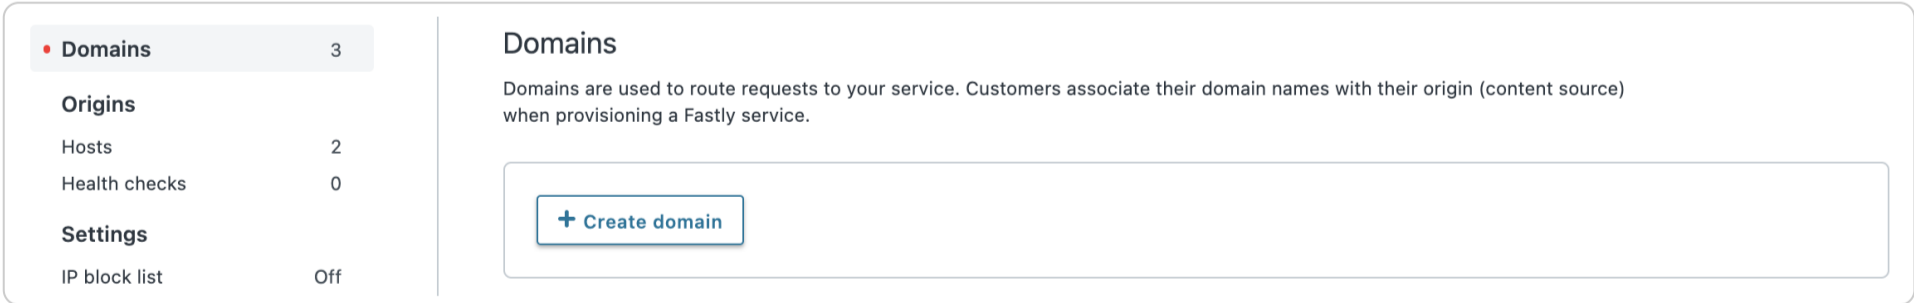 Domains 3
Origins
Hosts 2
Health checks 0
Settings
IP block list Off
Domains
Domains are used to route requests to your service. Customers associate their domain names with their origin (content source)
when provisioning a Fastly service.
+ Create domain